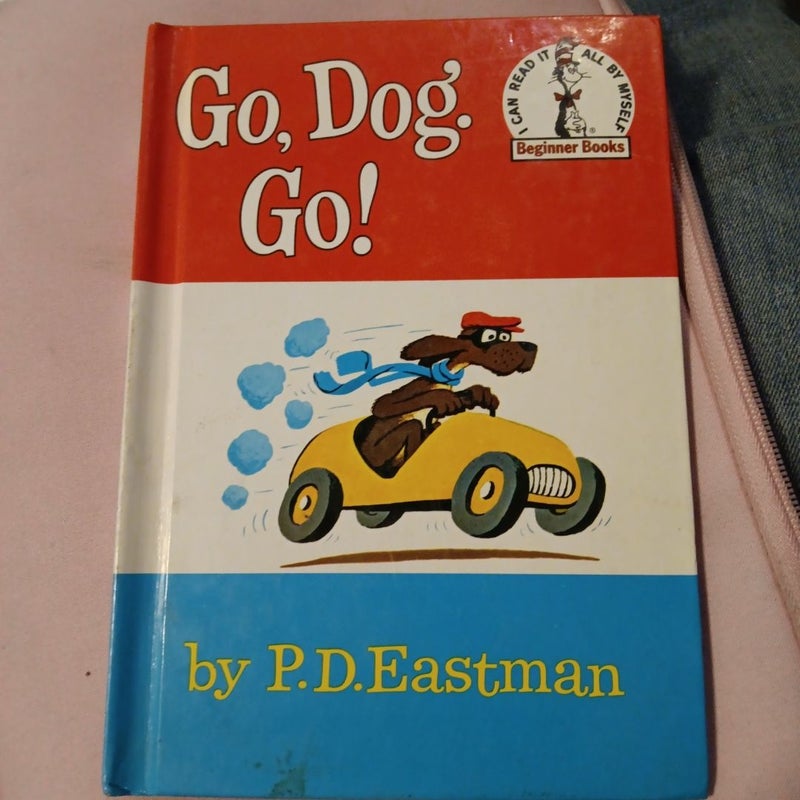 Go, Dog.
Go!
I CAN READ IT ALL BY MYSELF
®
Beginner Books
by P.D.Eastman